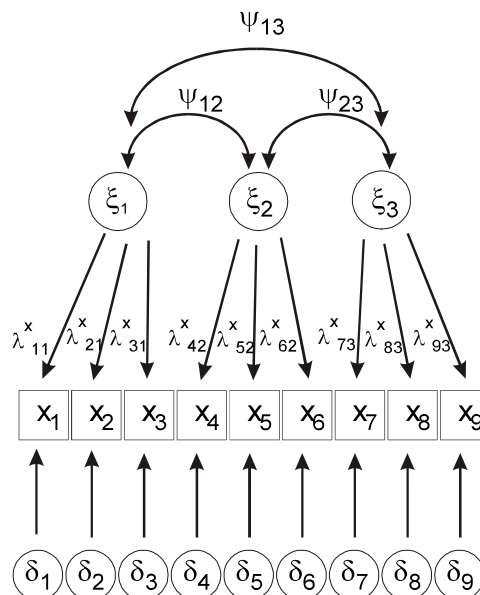 ψ13
ψ12 ψ23
ξ1 ξ2 ξ3
λx11 λx21 λx31 λx42 λx52 λx62 λx73 λx83 λx93
x1 x2 x3 x4 x5 x6 x7 x8 x9
δ1 δ2 δ3 δ4 δ5 δ6 δ7 δ8 δ9